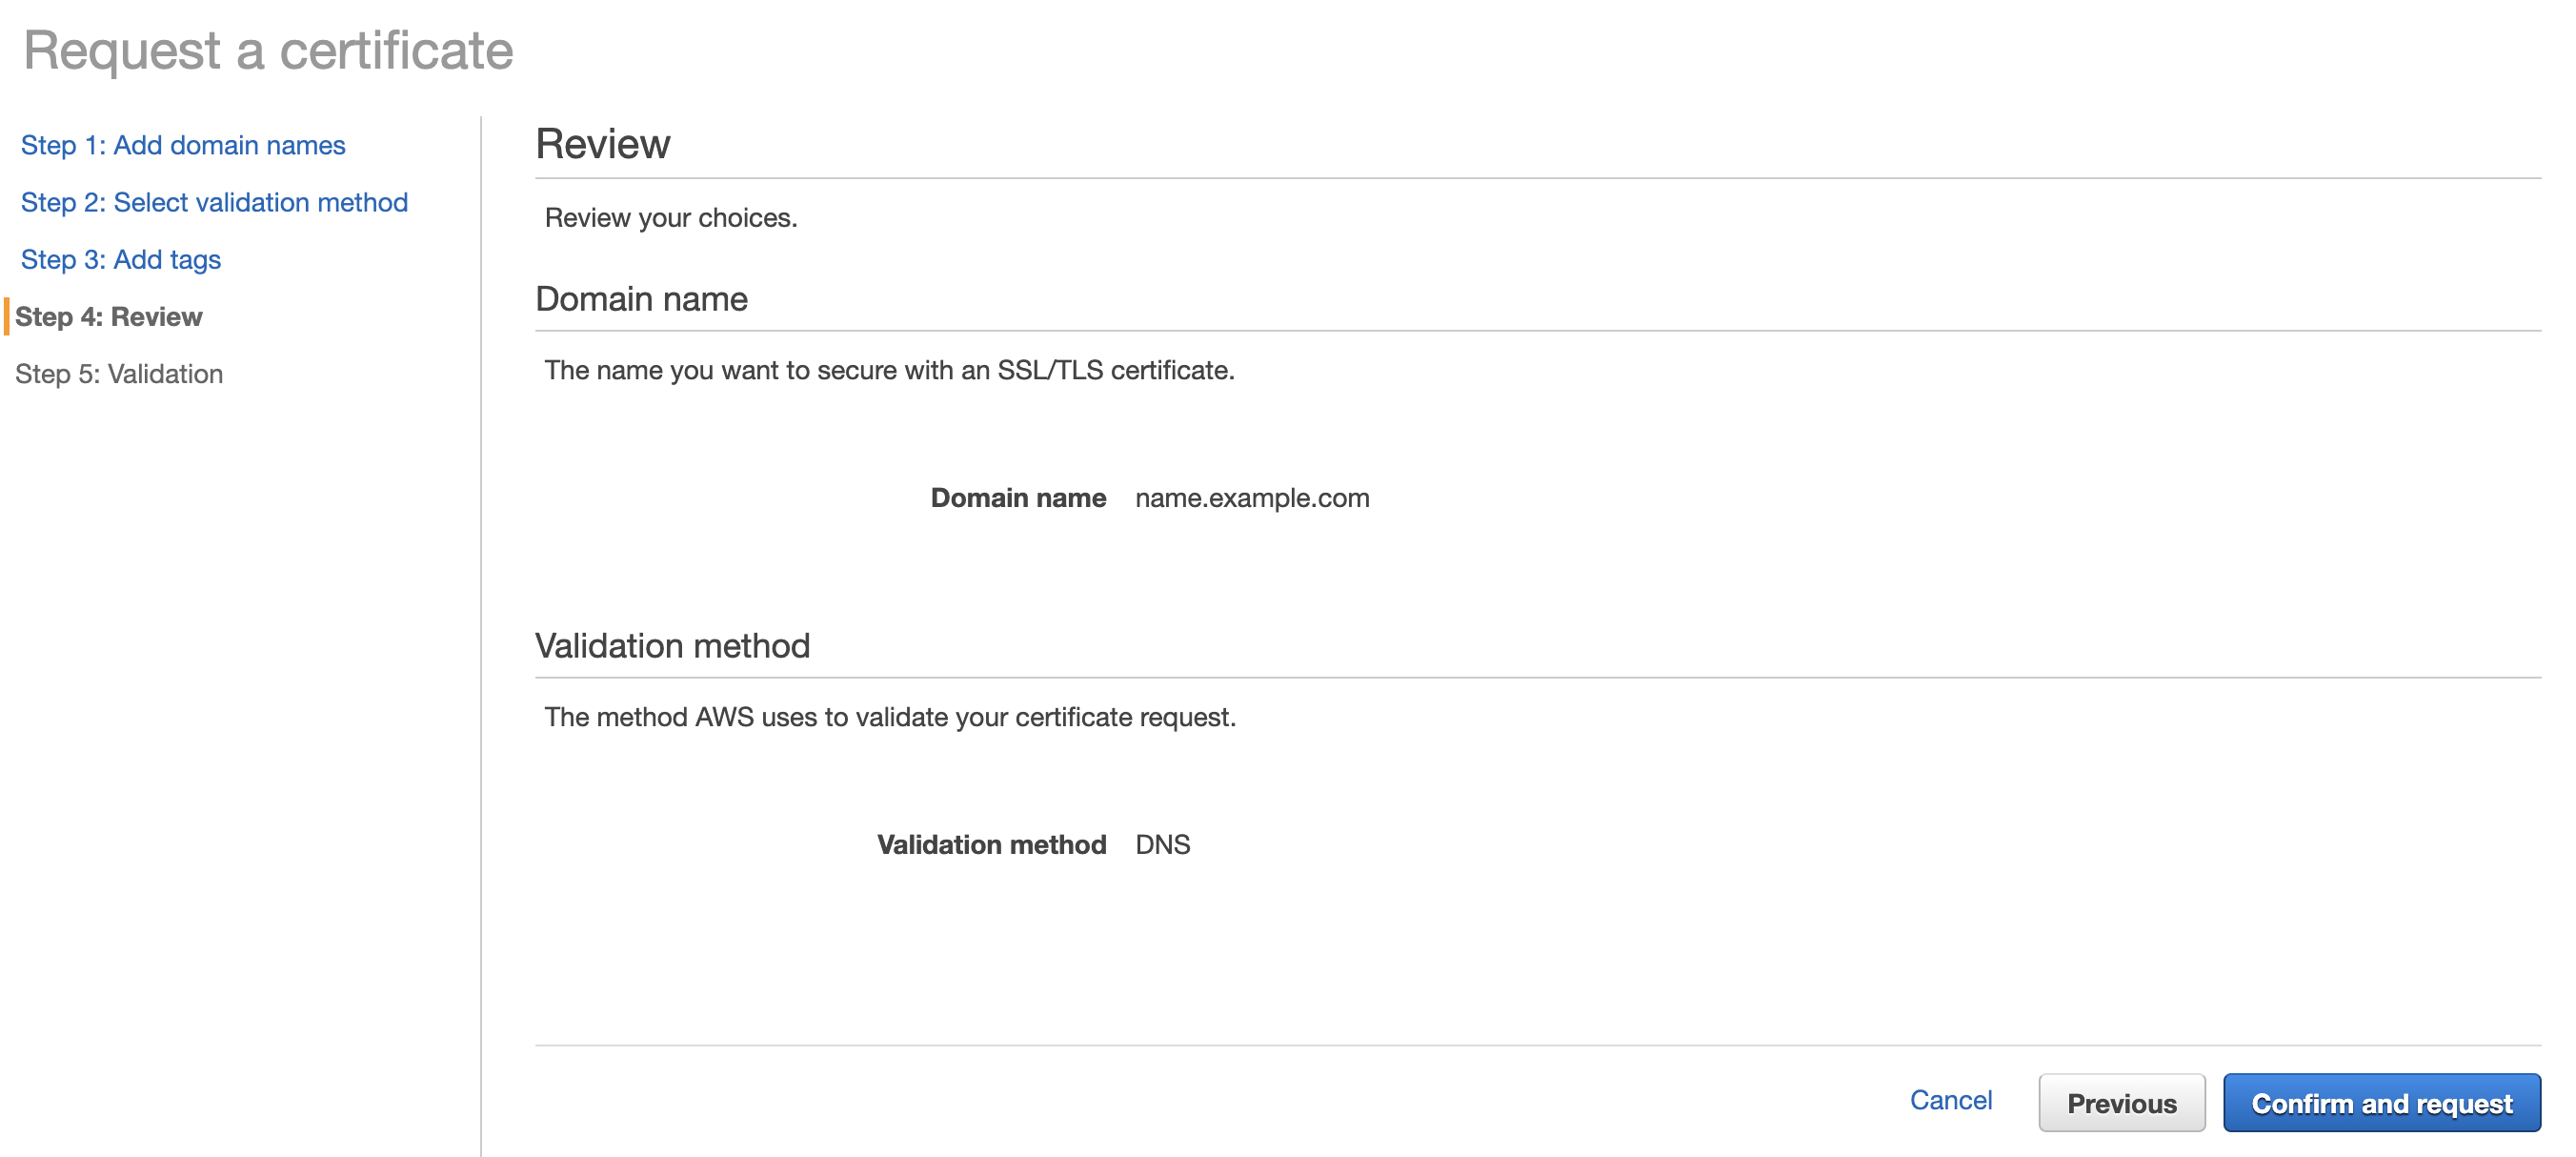 Request a certificate
Step 1: Add domain names
Step 2: Select validation method
Step 3: Add tags
Step 4: Review
Step 5: Validation
Review
Review your choices.
Domain name
The name you want to secure with an SSL/TLS certificate.
Domain name name.example.com
Validation method
The method AWS uses to validate your certificate request.
Validation method DNS
Cancel Previous Confirm and request